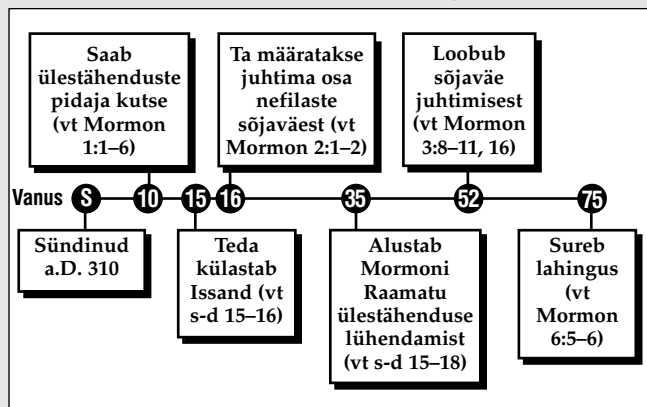 Saab
ülestähenduste
pidaja kutse
(vt Mormon
1:1–6)
Ta määratakse
juhtima osa
nefilaste
sõjaväest (vt
Mormon 2:1–2)
Loobub
sõjaväe
juhtimisest
(vt Mormon
3:8–11, 16)
Vanus S 10 15 16 35 52 75
Sündinud
a.D. 310
Teda
külastab
Issand (vt
s-d 15–16)
Alustab
Mormoni
Raamatu
ülestähenduse
lühendamist
(vt s-d 15–18)
Sureb
lahingus
(vt
Mormon
6:5–6)